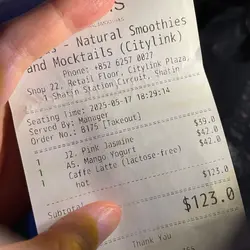 - Natural Smoothies
and Mocktails (Citylink)
Phone: +852 6257 0027
Shop 22, Retail Floor, Citylink Plaza,
1 Shatin Station Circuit, Shatin
Seating Time: 2025-05-17 18:29:14
Served By: Manager
Order No.: B175 [Takeout]
1 J2. Pink Jasmine $39.0
1 A5. Mango Yogurt $42.0
1 Caffe Latte (lactose-free) $42.0
hot
Subtotal $123.0
$123.0
Thank You